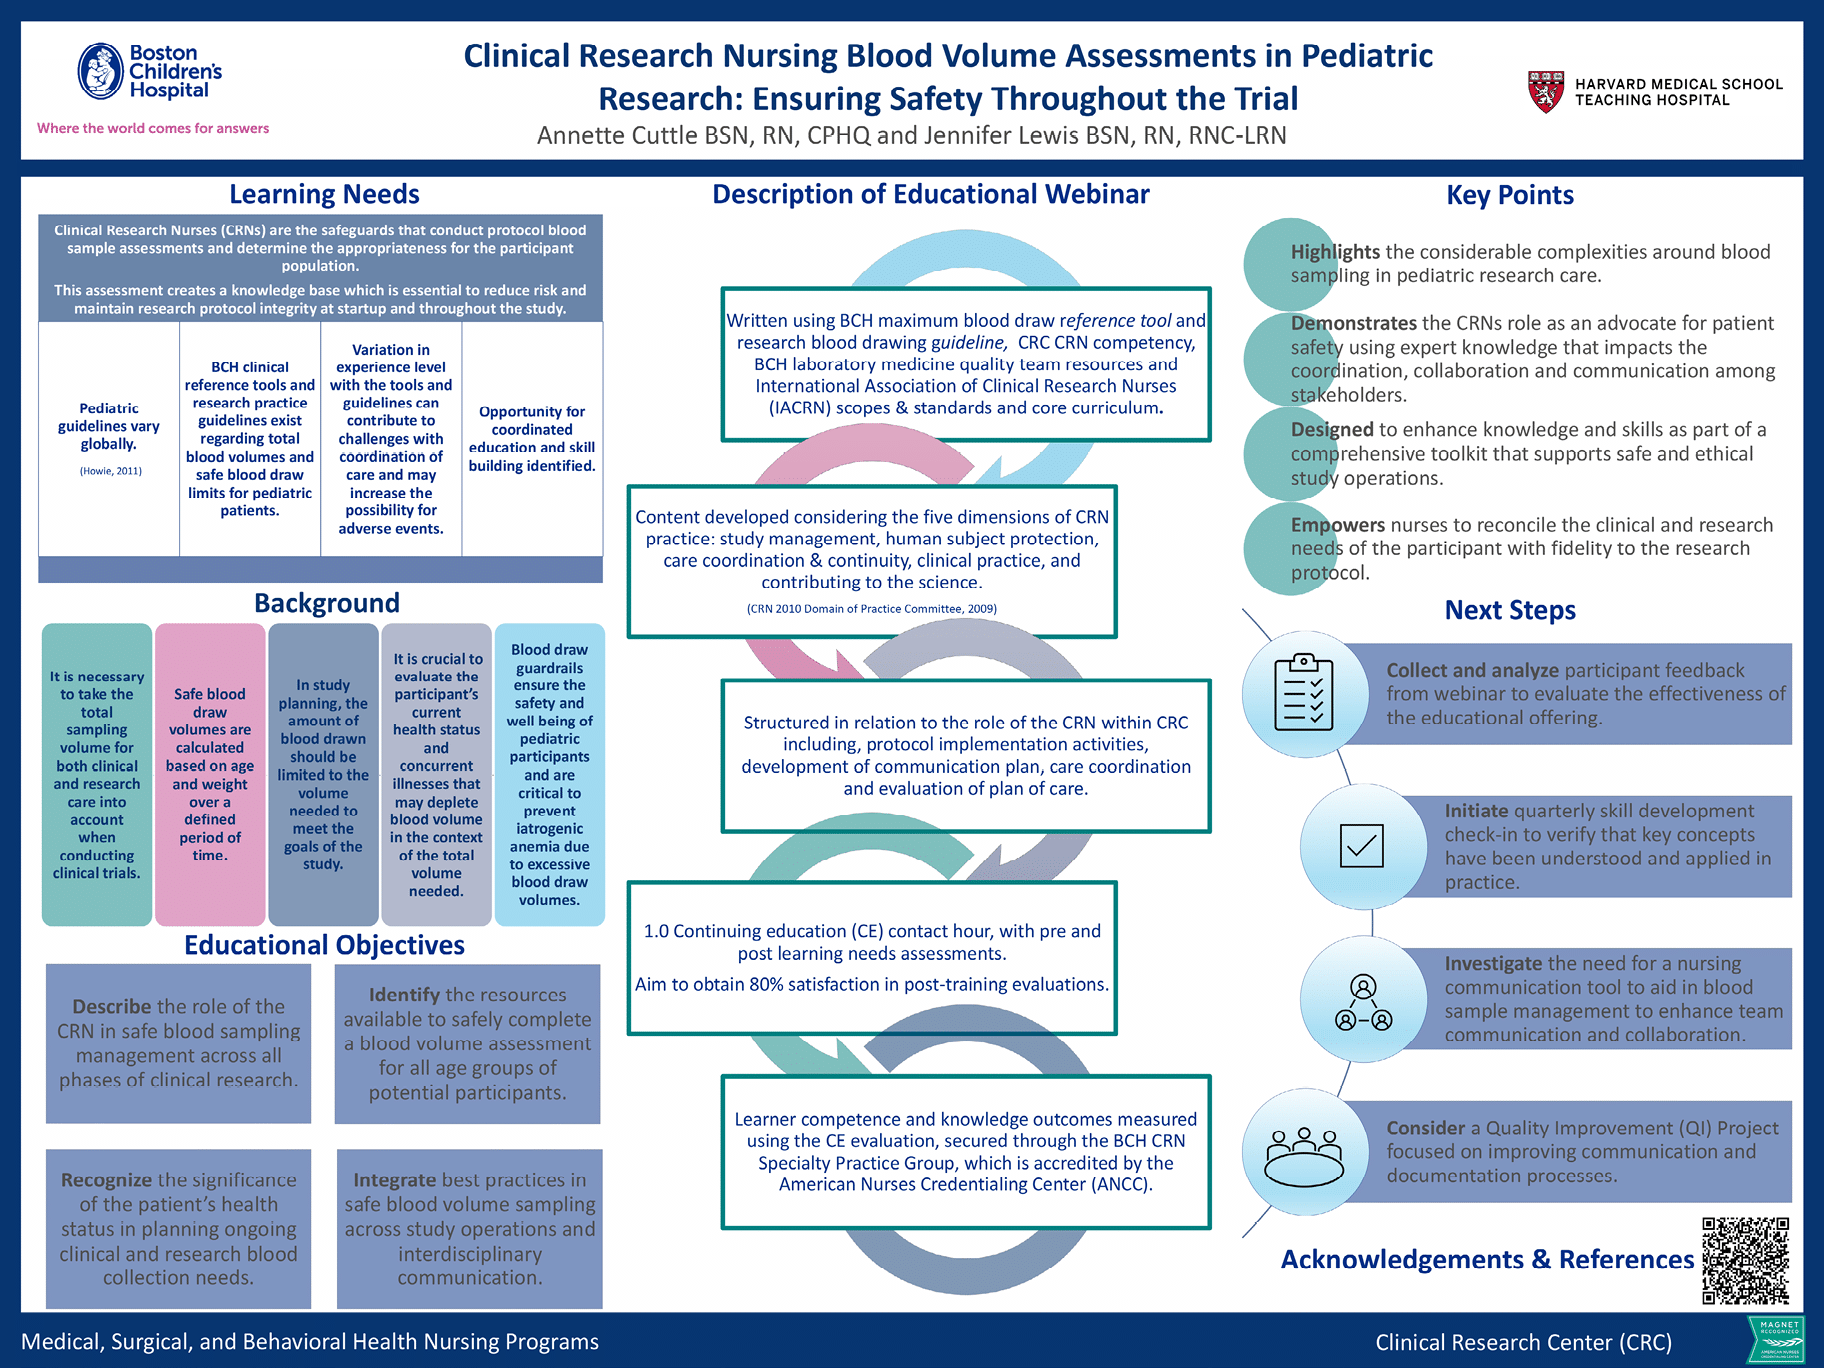 Boston
Children's
Hospital
Where the world comes for answers
Clinical Research Nursing Blood Volume Assessments in Pediatric
Research: Ensuring Safety Throughout the Trial
Annette Cuttle BSN, RN, CPHQ and Jennifer Lewis BSN, RN, RNC-LRN
HARVARD MEDICAL SCHOOL
TEACHING HOSPITAL
Learning Needs
Clinical Research Nurses (CRNs) are the safeguards that conduct protocol blood
sample assessments and determine the appropriateness for the participant
population.
This assessment creates a knowledge base which is essential to reduce risk and
maintain research protocol integrity at startup and throughout the study.
Pediatric
guidelines vary
globally.
(Howie, 2011)
BCH clinical
reference tools and
research practice
guidelines exist
regarding total
blood volumes and
safe blood draw
limits for pediatric
patients.
Variation in
experience level
with the tools and
guidelines can
contribute to
challenges with
coordination of
care and may
increase the
possibility for
adverse events.
Opportunity for
coordinated
education and skill
building identified.
Background
It is necessary
to take the
total
sampling
volume for
both clinical
and research
care into
account
when
conducting
clinical trials.
Safe blood
draw
volumes are
calculated
based on age
and weight
over a
defined
period of
time.
In study
planning, the
amount of
blood drawn
should be
limited to the
volume
needed to
meet the
goals of the
study.
It is crucial to
evaluate the
participant's
current
health status
and
concurrent
illnesses that
may deplete
blood volume
in the context
of the total
volume
needed.
Blood draw
guardrails
ensure the
safety and
well being of
pediatric
participants
and are
critical to
prevent
iatrogenic
anemia due
to excessive
blood draw
volumes.
Educational Objectives
Describe the role of the
CRN in safe blood sampling
management across all
phases of clinical research.
Identify the resources
available to safely complete
a blood volume assessment
for all age groups of
potential participants.
Recognize the significance
of the patient's health
status in planning ongoing
clinical and research blood
collection needs.
Integrate best practices in
safe blood volume sampling
across study operations and
interdisciplinary
communication.
Description of Educational Webinar
Written using BCH maximum blood draw reference tool and
research blood drawing guideline, CRC CRN competency,
BCH laboratory medicine quality team resources and
International Association of Clinical Research Nurses
(IACRN) scopes & standards and core curriculum.
Content developed considering the five dimensions of CRN
practice: study management, human subject protection,
care coordination & continuity, clinical practice, and
contributing to the science.
(CRN 2010 Domain of Practice Committee, 2009)
Structured in relation to the role of the CRN within CRC
including, protocol implementation activities,
development of communication plan, care coordination
and evaluation of plan of care.
1.0 Continuing education (CE) contact hour, with pre and
post learning needs assessments.
Aim to obtain 80% satisfaction in post-training evaluations.
Learner competence and knowledge outcomes measured
using the CE evaluation, secured through the BCH CRN
Specialty Practice Group, which is accredited by the
American Nurses Credentialing Center (ANCC).
Key Points
Highlights the considerable complexities around blood
sampling in pediatric research care.
Demonstrates the CRNs role as an advocate for patient
safety using expert knowledge that impacts the
coordination, collaboration and communication among
stakeholders.
Designed to enhance knowledge and skills as part of a
comprehensive toolkit that supports safe and ethical
study operations.
Empowers nurses to reconcile the clinical and research
needs of the participant with fidelity to the research
protocol.
Next Steps
Collect and analyze participant feedback
from webinar to evaluate the effectiveness of
the educational offering.
Initiate quarterly skill development
check-in to verify that key concepts
have been understood and applied in
practice.
Investigate the need for a nursing
communication tool to aid in blood
sample management to enhance team
communication and collaboration.
Consider a Quality Improvement (QI) Project
focused on improving communication and
documentation processes.
Acknowledgements & References
Medical, Surgical, and Behavioral Health Nursing Programs
Clinical Research Center (CRC)
MAGNET
RECOGNIZED
AMERICAN NURSES
CREDENTIALING CENTER